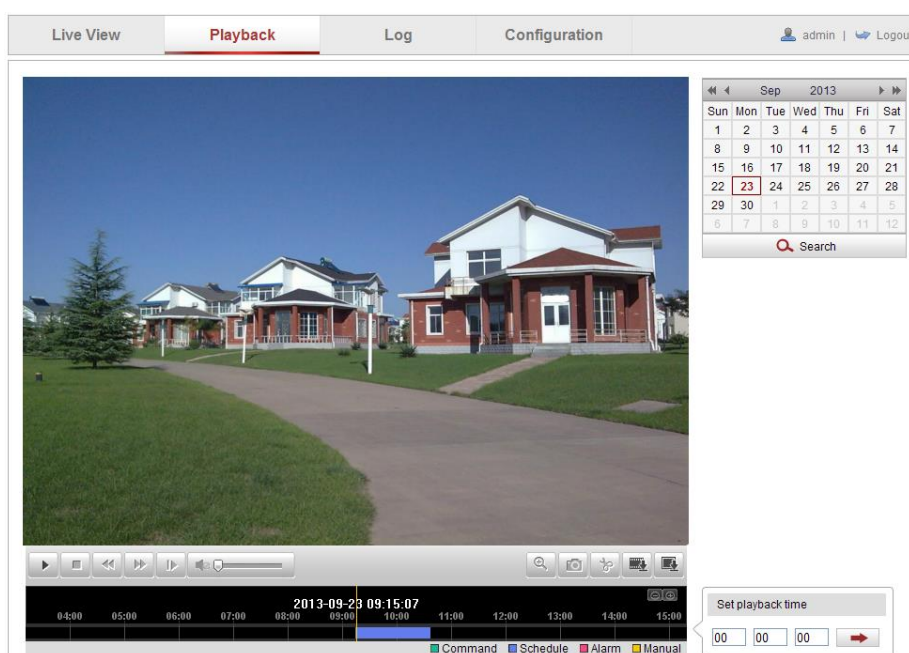 Live View Playback Log Configuration admin | Logou
Sep 2013
Sun Mon Tue Wed Thu Fri Sat
1 2 3 4 5 6 7
8 9 10 11 12 13 14
15 16 17 18 19 20 21
22 23 24 25 26 27 28
29 30 1 2 3 4 5
6 7 8 9 10 11 12
Search
2013-09-23 09:15:07
04:00 05:00 06:00 07:00 08:00 09:00 10:00 11:00 12:00 13:00 14:00 15:00
Command Schedule Alarm Manual
Set playback time
00 00 00